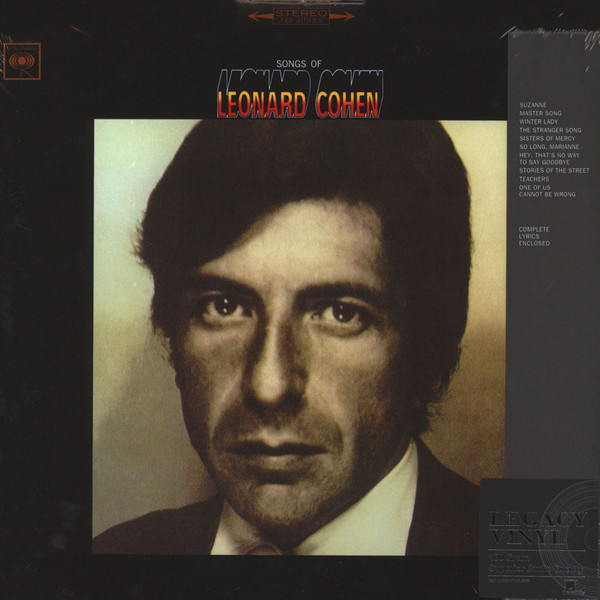 STEREO
SONGS OF
LEONARD COHEN
SUZANNE
MASTER SONG
WINTER LADY
THE STRANGER SONG
SISTERS OF MERCY
SO LONG, MARIANNE
HEY, THAT'S NO WAY
TO SAY GOODBYE
STORIES OF THE STREET
TEACHERS
ONE OF US
CANNOT BE WRONG
COMPLETE
LYRICS
ENCLOSED
LEGACY
VINYL